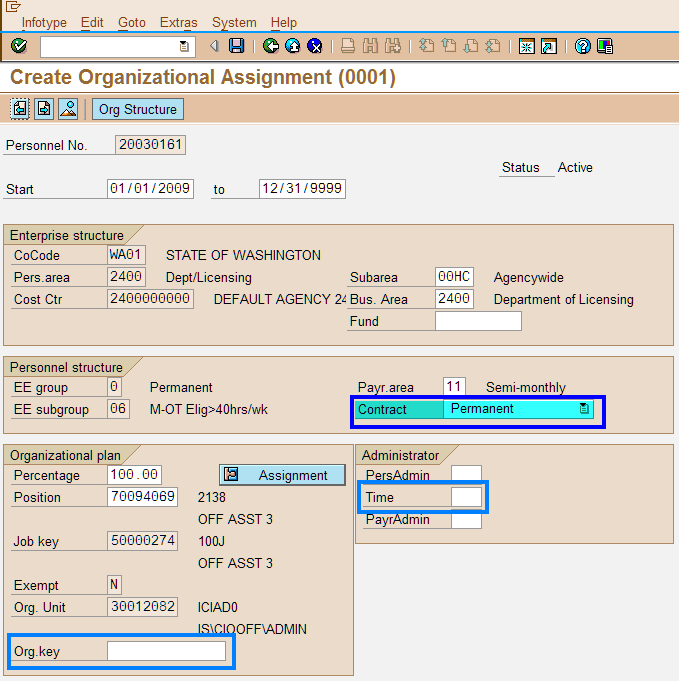 Infotype Edit Goto Extras System Help
Create Organizational Assignment (0001)
Org Structure
Personnel No. 20030161
Status Active
Start 01/01/2009 to 12/31/9999
Enterprise structure
CoCode WA01 STATE OF WASHINGTON
Pers.area 2400 Dept/Licensing Subarea 00HC Agencywide
Cost Ctr 2400000000 DEFAULT AGENCY 24 Bus. Area 2400 Department of Licensing
Fund
Personnel structure
EE group 0 Permanent Payr.area 11 Semi-monthly
EE subgroup 06 M-OT Elig>40hrs/wk Contract Permanent
Organizational plan
Percentage 100.00 Assignment
Position 70094069 2138
OFF ASST 3
Job key 50000274 100J
OFF ASST 3
Exempt N
Org. Unit 30012082 ICIAD0
IS\CIOOFF\ADMIN
Org.key
Administrator
PersAdmin
Time
PayrAdmin